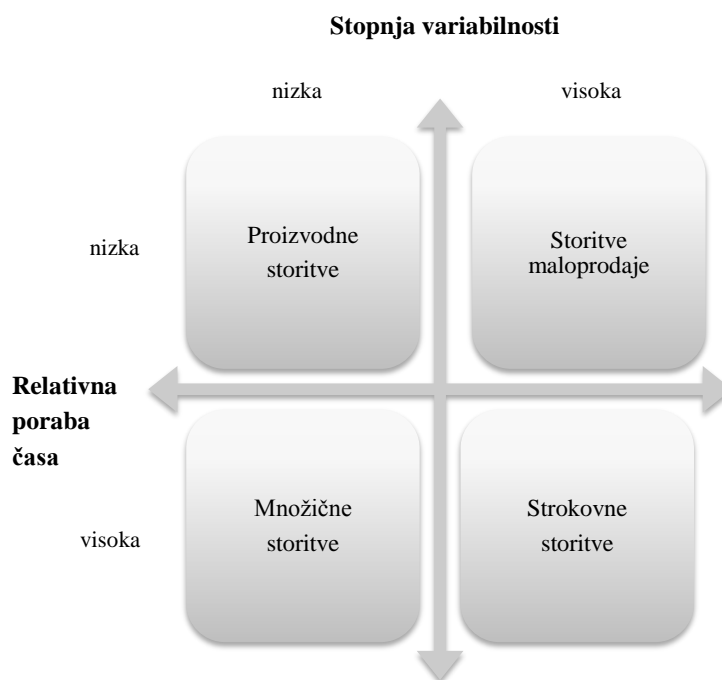 Stopnja variabilnosti
nizka
visoka
nizka
Proizvodne
storitve
Storitve
maloprodaje
Relativna
poraba
časa
visoka
Množične
storitve
Strokovne
storitve